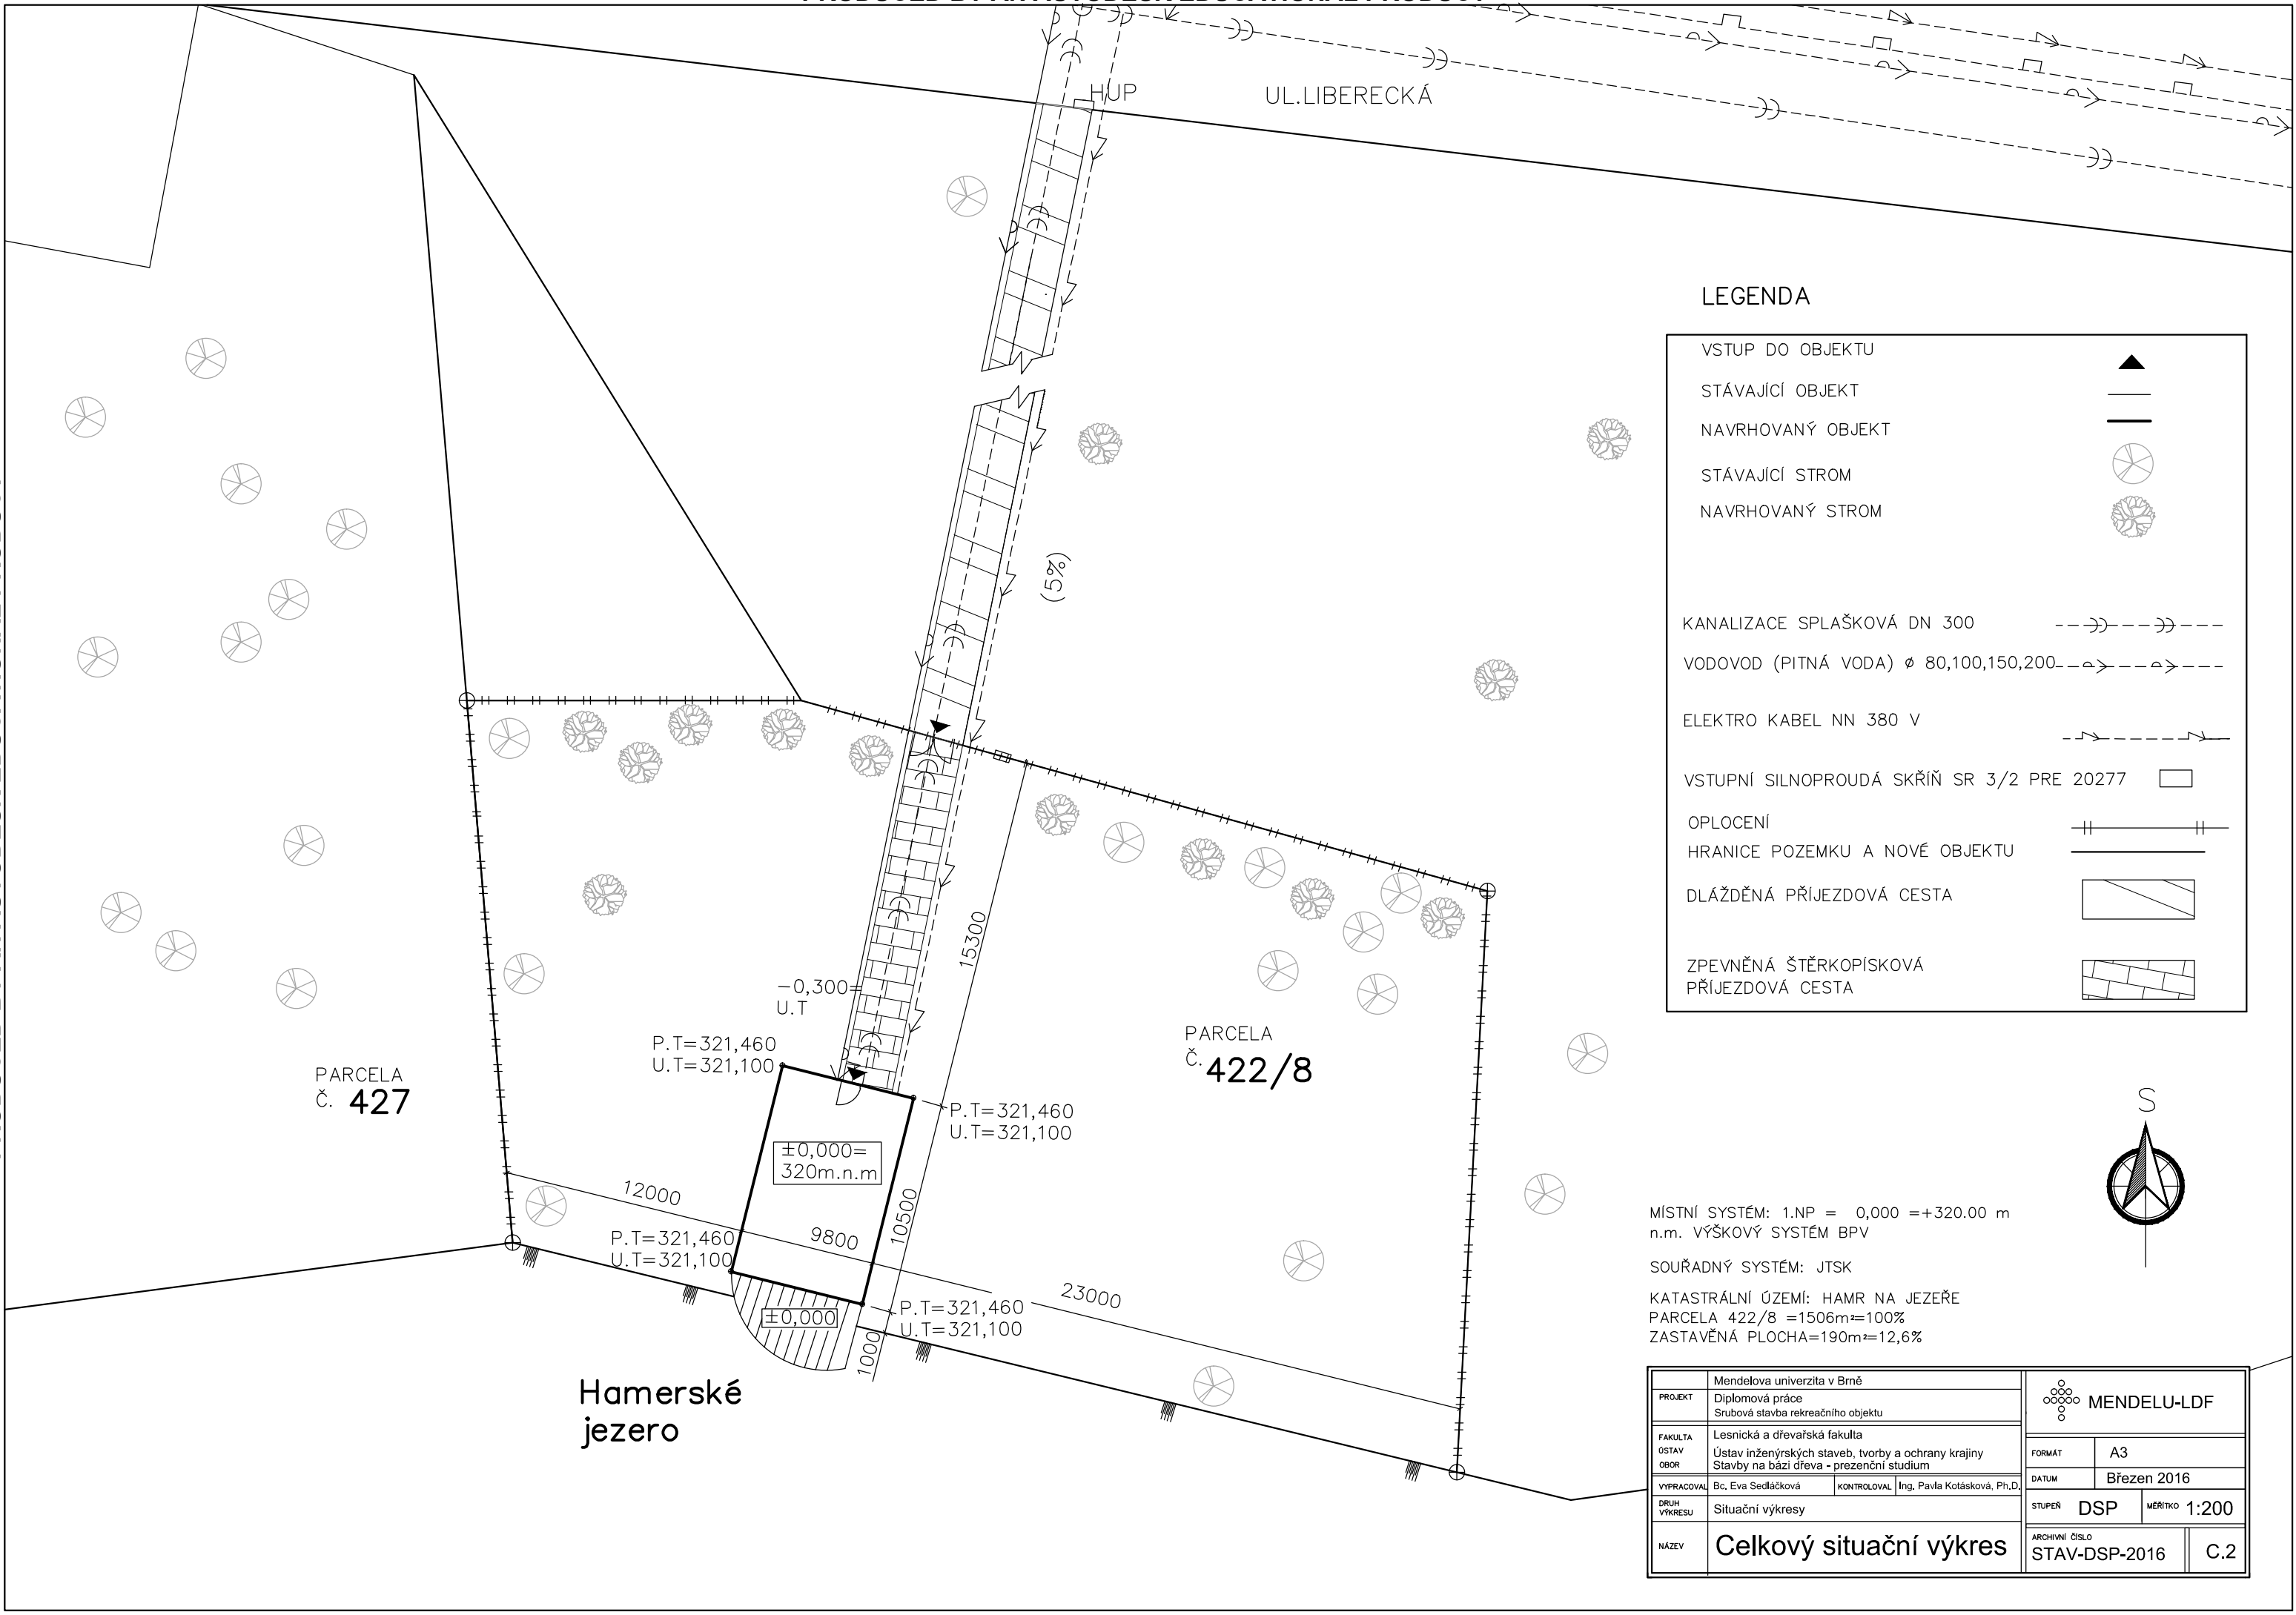 HUP
UL.LIBERECKÁ
LEGENDA
VSTUP DO OBJEKTU
STÁVAJÍCÍ OBJEKT
NAVRHOVANÝ OBJEKT
STÁVAJÍCÍ STROM
NAVRHOVANÝ STROM
KANALIZACE SPLAŠKOVÁ DN 300
VODOVOD (PITNÁ VODA) ø 80,100,150,200
ELEKTRO KABEL NN 380 V
VSTUPNÍ SILNOPROUDÁ SKŘÍŇ SR 3/2 PRE 20277
OPLOCENÍ
HRANICE POZEMKU A NOVÉ OBJEKTU
DLÁŽDĚNÁ PŘÍJEZDOVÁ CESTA
ZPEVNĚNÁ ŠTĚRKOPÍSKOVÁ
PŘÍJEZDOVÁ CESTA
(5%)
15300
-0,300=
U.T
P.T=321,460
U.T=321,100
PARCELA
Č. 427
PARCELA
Č. 422/8
P.T=321,460
U.T=321,100
±0,000=
320m.n.m
12000
9800
10500
23000
P.T=321,460
U.T=321,100
P.T=321,460
U.T=321,100
±0,000
1000
Hamerské
jezero
S
MÍSTNÍ SYSTÉM: 1.NP = 0,000 =+320.00 m
n.m. VÝŠKOVÝ SYSTÉM BPV
SOUŘADNÝ SYSTÉM: JTSK
KATASTRÁLNÍ ÚZEMÍ: HAMR NA JEZEŘE
PARCELA 422/8 =1506m²=100%
ZASTAVĚNÁ PLOCHA=190m²=12,6%
Mendelova univerzita v Brně
PROJEKT Diplomová práce
Srubová stavba rekreačního objektu
FAKULTA Lesnická a dřevařská fakulta
ÚSTAV Ústav inženýrských staveb, tvorby a ochrany krajiny
OBOR Stavby na bázi dřeva - prezenční studium
VYPRACOVAL Bc. Eva Sedláčková KONTROLOVAL Ing. Pavla Kotásková, Ph.D.
DRUH
VÝKRESU Situační výkresy
NÁZEV Celkový situační výkres
MENDELU-LDF
FORMÁT A3
DATUM Březen 2016
STUPEŇ DSP MĚŘÍTKO 1:200
ARCHIVNÍ ČÍSLO
STAV-DSP-2016 C.2